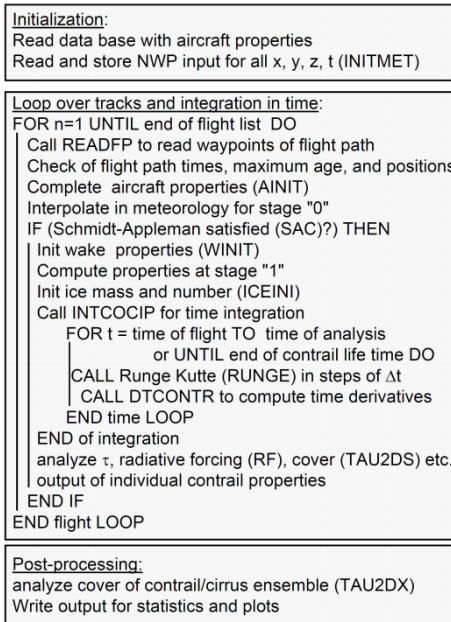 Initialization:
Read data base with aircraft properties
Read and store NWP input for all x, y, z, t (INITMET)
Loop over tracks and integration in time:
FOR n=1 UNTIL end of flight list DO
Call READFP to read waypoints of flight path
Check of flight path times, maximum age, and positions
Complete aircraft properties (AINIT)
Interpolate in meteorology for stage "0"
IF (Schmidt-Appleman satisfied (SAC)?) THEN
Init wake properties (WINIT)
Compute properties at stage "1"
Init ice mass and number (ICEINI)
Call INTCOCIP for time integration
FOR t = time of flight TO time of analysis
or UNTIL end of contrail life time DO
CALL Runge Kutte (RUNGE) in steps of Δt
CALL DTCONTR to compute time derivatives
END time LOOP
END of integration
analyze τ, radiative forcing (RF), cover (TAU2DS) etc.
output of individual contrail properties
END IF
END flight LOOP
Post-processing:
analyze cover of contrail/cirrus ensemble (TAU2DX)
Write output for statistics and plots